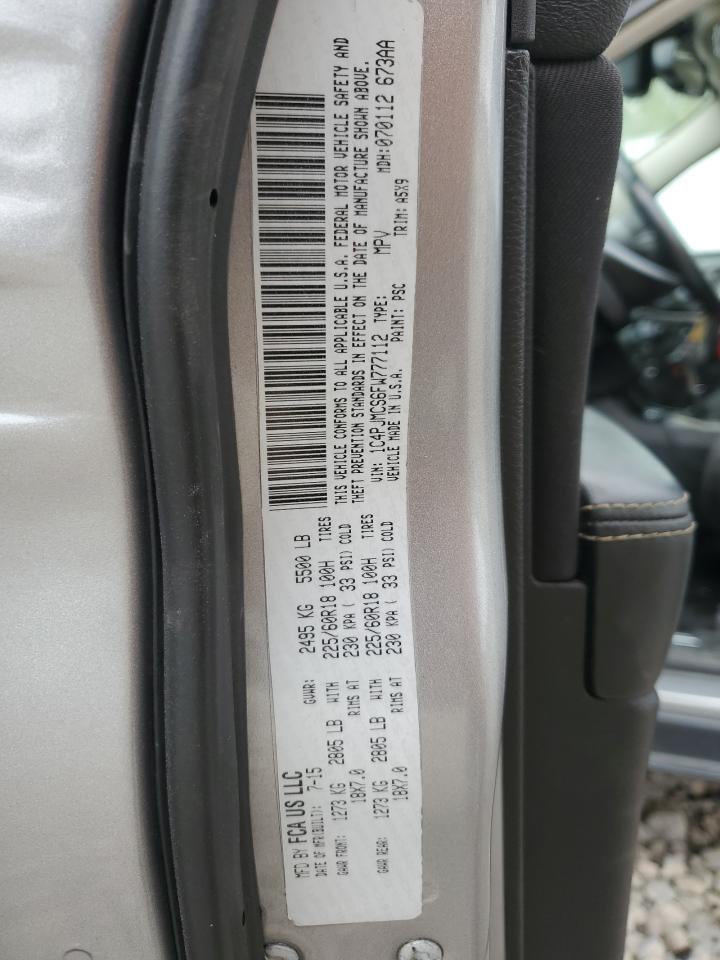 MFD BY FCA US LLC
DATE OF MFR(BUILT): 7-15 GVWR: 2495 KG 5500 LB
GAWR FRONT: 1273 KG 2805 LB WITH 225/60R18 100H TIRES
18X7.0 RIMS AT 230 KPA ( 33 PSI) COLD
GAWR REAR: 1273 KG 2805 LB WITH 225/60R18 100H TIRES
18X7.0 RIMS AT 230 KPA ( 33 PSI) COLD
THIS VEHICLE CONFORMS TO ALL APPLICABLE U.S.A. FEDERAL MOTOR VEHICLE SAFETY AND
THEFT PREVENTION STANDARDS IN EFFECT ON THE DATE OF MANUFACTURE SHOWN ABOVE.
VIN: 1C4PJMCS6FW777112 TYPE: MPV MDH:070112 673AA
VEHICLE MADE IN U.S.A. PAINT: PSC TRIM: A5X9